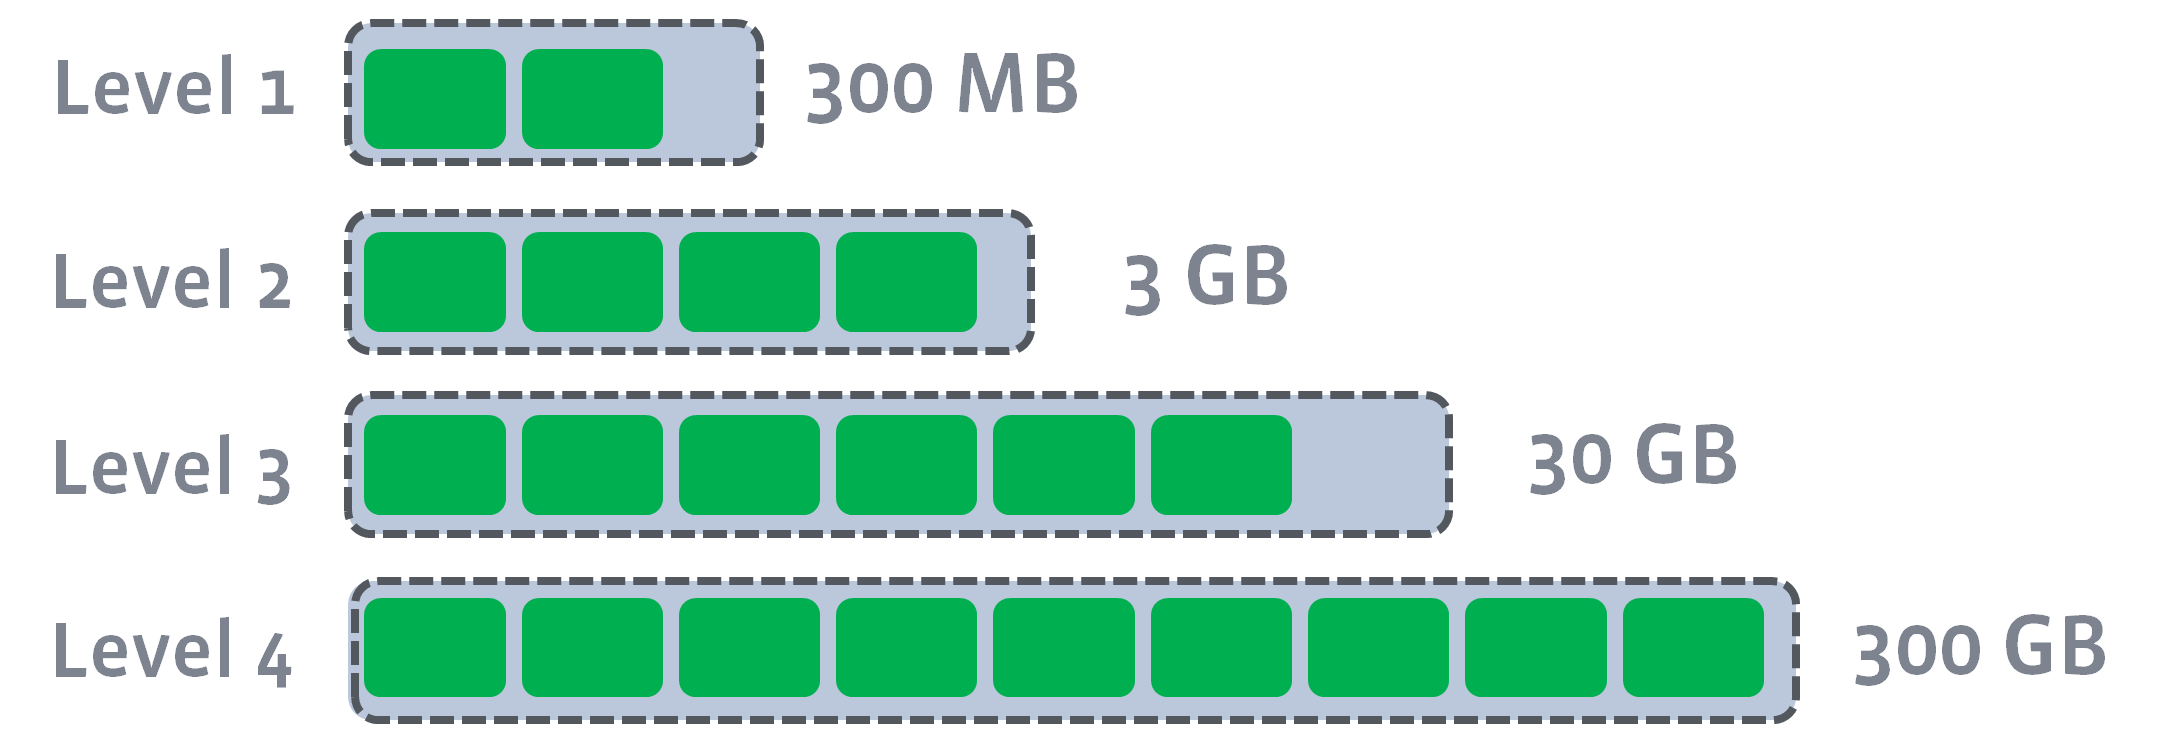 Level 1 300 MB
Level 2 3 GB
Level 3 30 GB
Level 4 300 GB